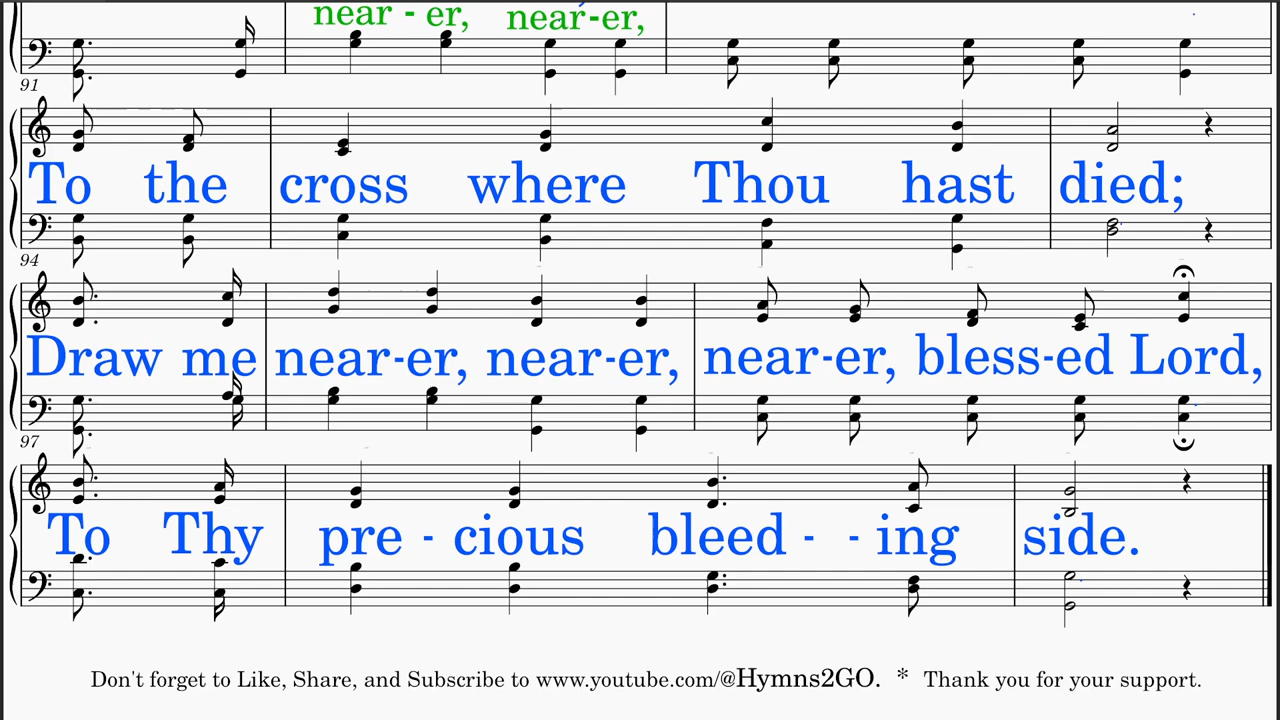 near - er, near-er,
91
To the cross where Thou hast died;
94
Draw me near-er, near-er, near-er, bless-ed Lord,
97
To Thy pre - cious bleed - - ing side.
Don't forget to Like, Share, and Subscribe to www.youtube.com/@Hymns2GO. * Thank you for your support.